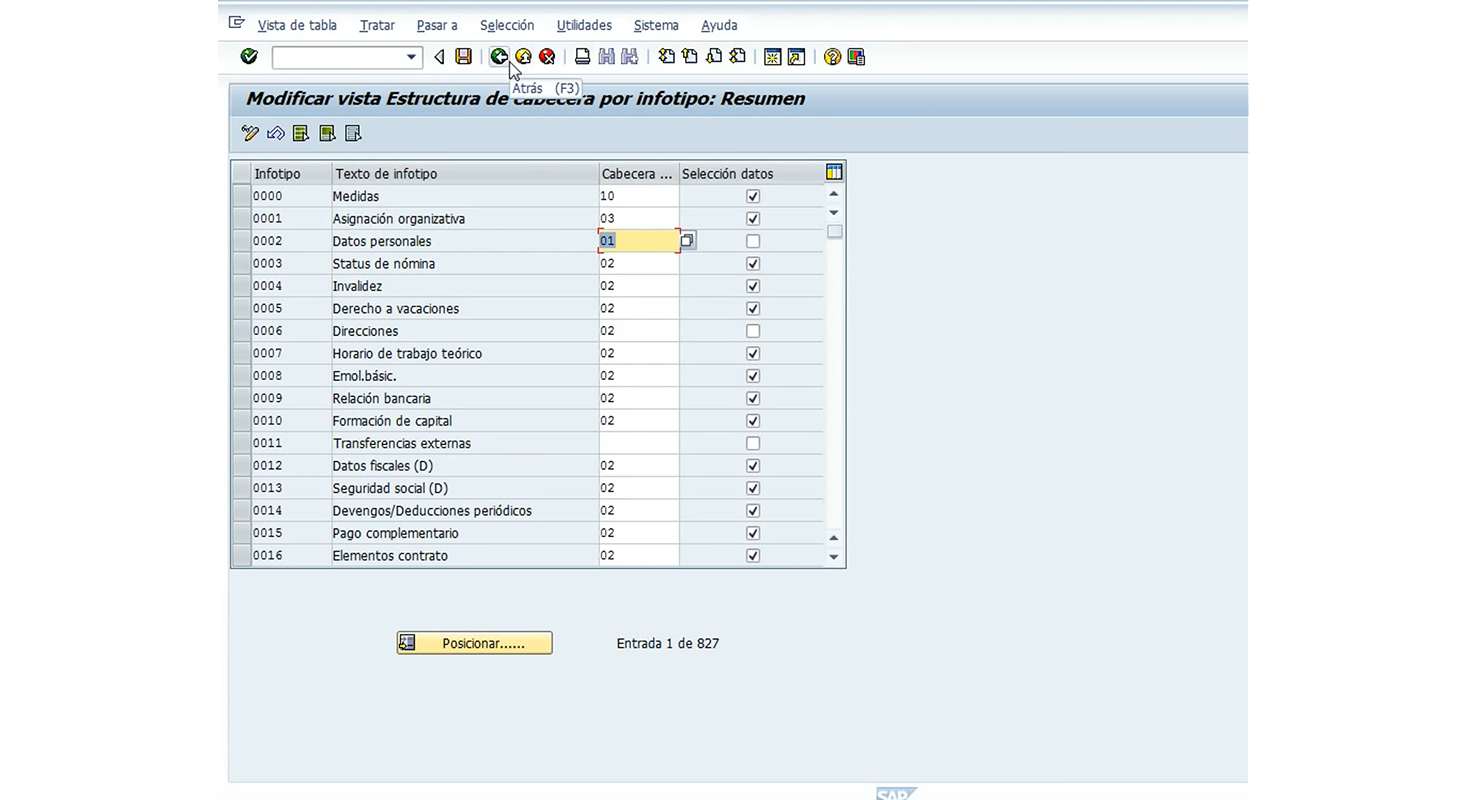 Vista de tabla Tratar Pasar a Selección Utilidades Sistema Ayuda
Atrás (F3)
Modificar vista Estructura de cabecera por infotipo: Resumen
Infotipo Texto de infotipo Cabecera ... Selección datos
0000 Medidas 10
0001 Asignación organizativa 03
0002 Datos personales 01
0003 Status de nómina 02
0004 Invalidez 02
0005 Derecho a vacaciones 02
0006 Direcciones 02
0007 Horario de trabajo teórico 02
0008 Emol.básic. 02
0009 Relación bancaria 02
0010 Formación de capital 02
0011 Transferencias externas
0012 Datos fiscales (D) 02
0013 Seguridad social (D) 02
0014 Devengos/Deducciones periódicos 02
0015 Pago complementario 02
0016 Elementos contrato 02
Posicionar...... Entrada 1 de 827
SAP